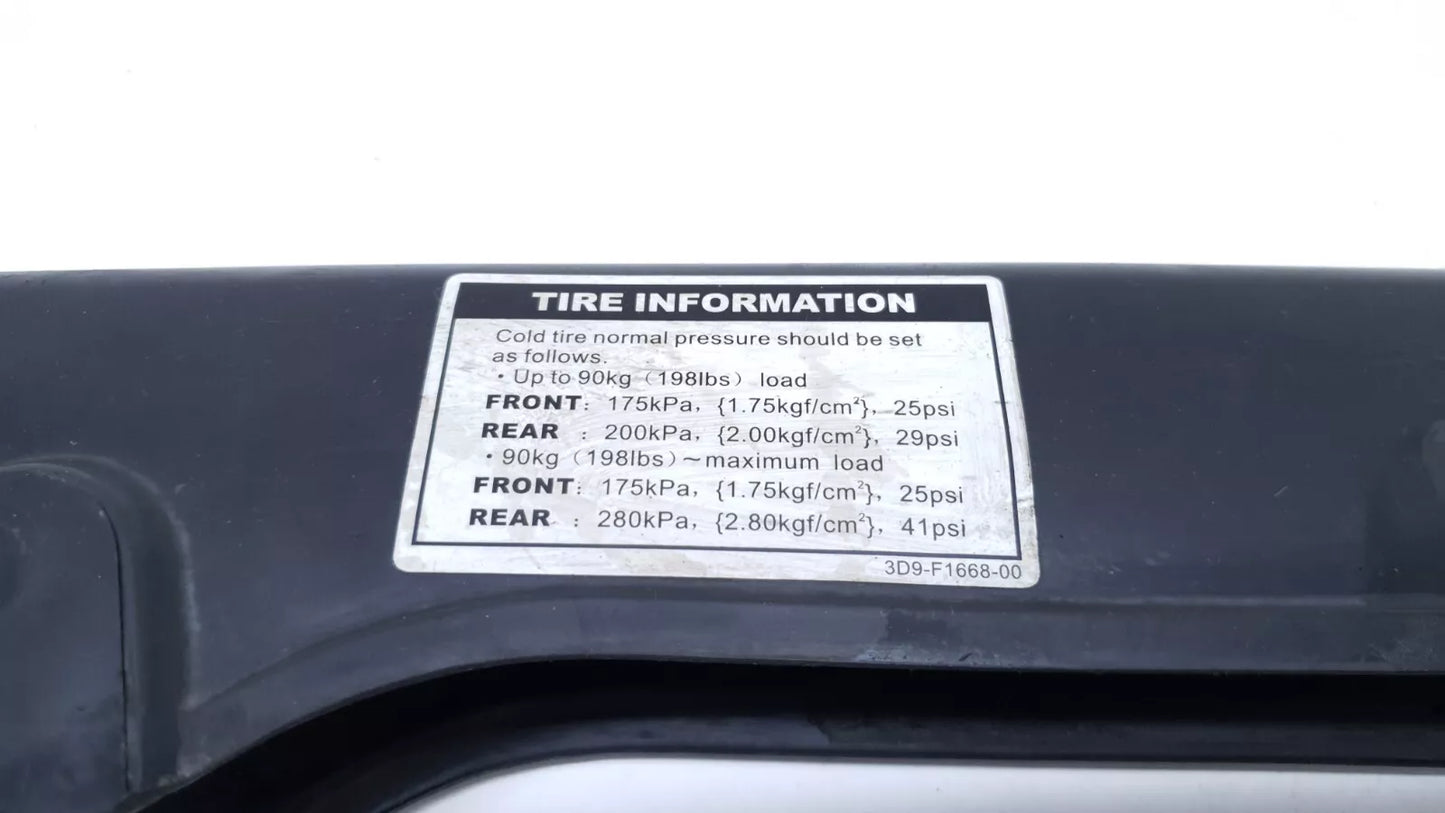 TIRE INFORMATION
Cold tire normal pressure should be set
as follows.
・Up to 90kg（198lbs）load
FRONT: 175kPa, {1.75kgf/cm²}, 25psi
REAR : 200kPa, {2.00kgf/cm²}, 29psi
・90kg（198lbs）~maximum load
FRONT: 175kPa, {1.75kgf/cm²}, 25psi
REAR : 280kPa, {2.80kgf/cm²}, 41psi
3D9-F1668-00